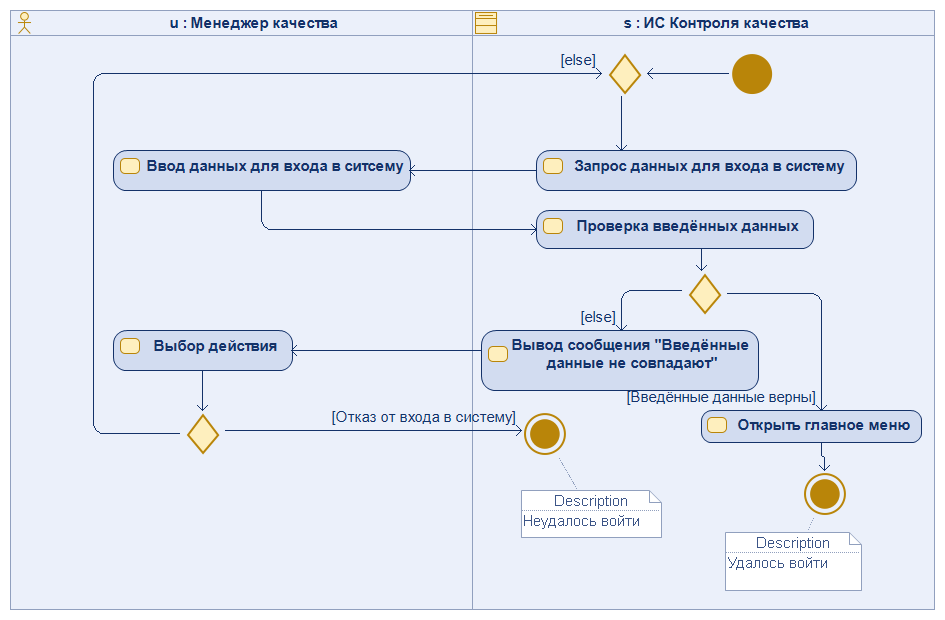 u : Менеджер качества
s : ИС Контроля качества
[else]
Ввод данных для входа в ситсему
Запрос данных для входа в систему
Проверка введённых данных
[else]
Выбор действия
Вывод сообщения "Введённые
данные не совпадают"
[Введённые данные верны]
[Отказ от входа в систему]
Открыть главное меню
Description
Неудалось войти
Description
Удалось войти